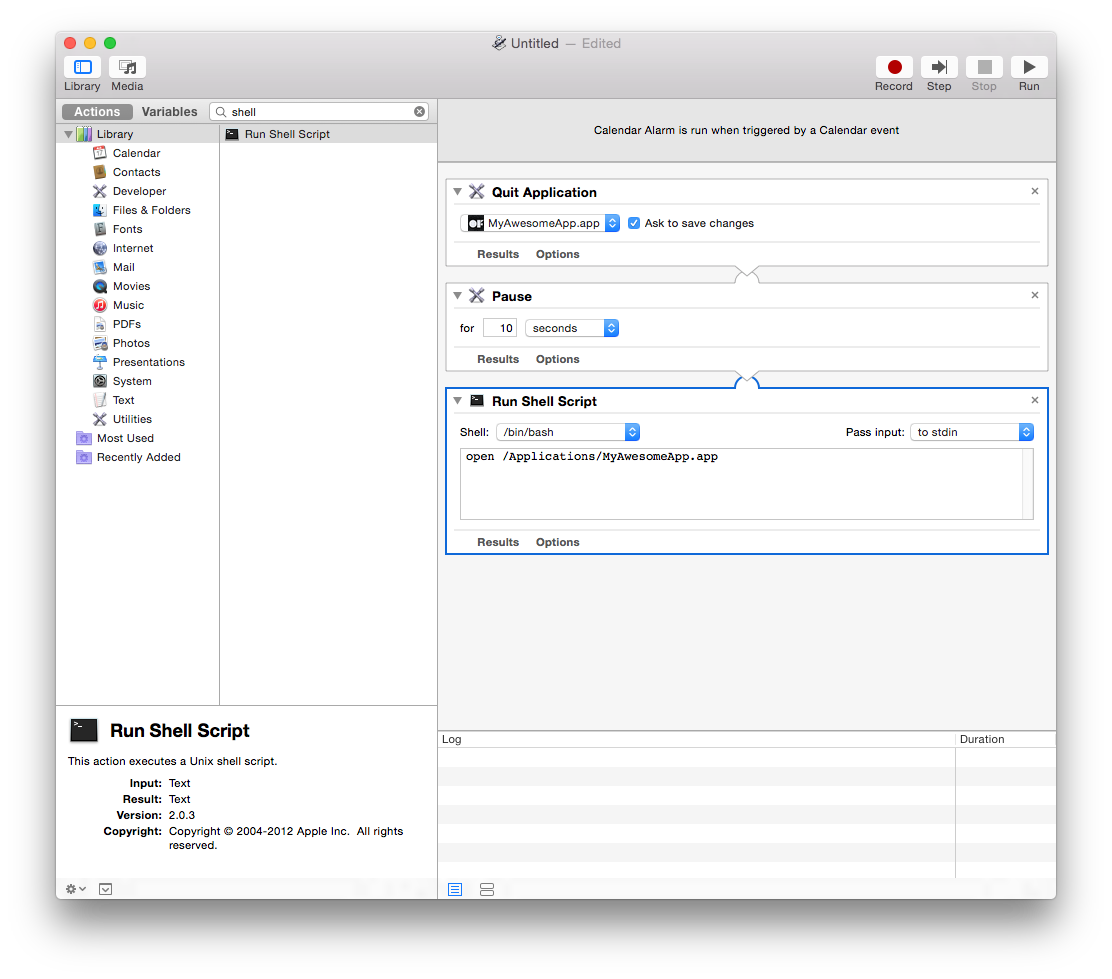 Untitled — Edited
Library Media Record Step Stop Run
Actions Variables shell
Library
Calendar
Contacts
Developer
Files & Folders
Fonts
Internet
Mail
Movies
Music
PDFs
Photos
Presentations
System
Text
Utilities
Most Used
Recently Added
Run Shell Script
Calendar Alarm is run when triggered by a Calendar event
Quit Application
OF MyAwesomeApp.app Ask to save changes
Results Options
Pause
for 10 seconds
Results Options
Run Shell Script
Shell: /bin/bash Pass input: to stdin
open /Applications/MyAwesomeApp.app
Results Options
Run Shell Script
This action executes a Unix shell script.
Input: Text
Result: Text
Version: 2.0.3
Copyright: Copyright © 2004-2012 Apple Inc. All rights
reserved.
Log Duration